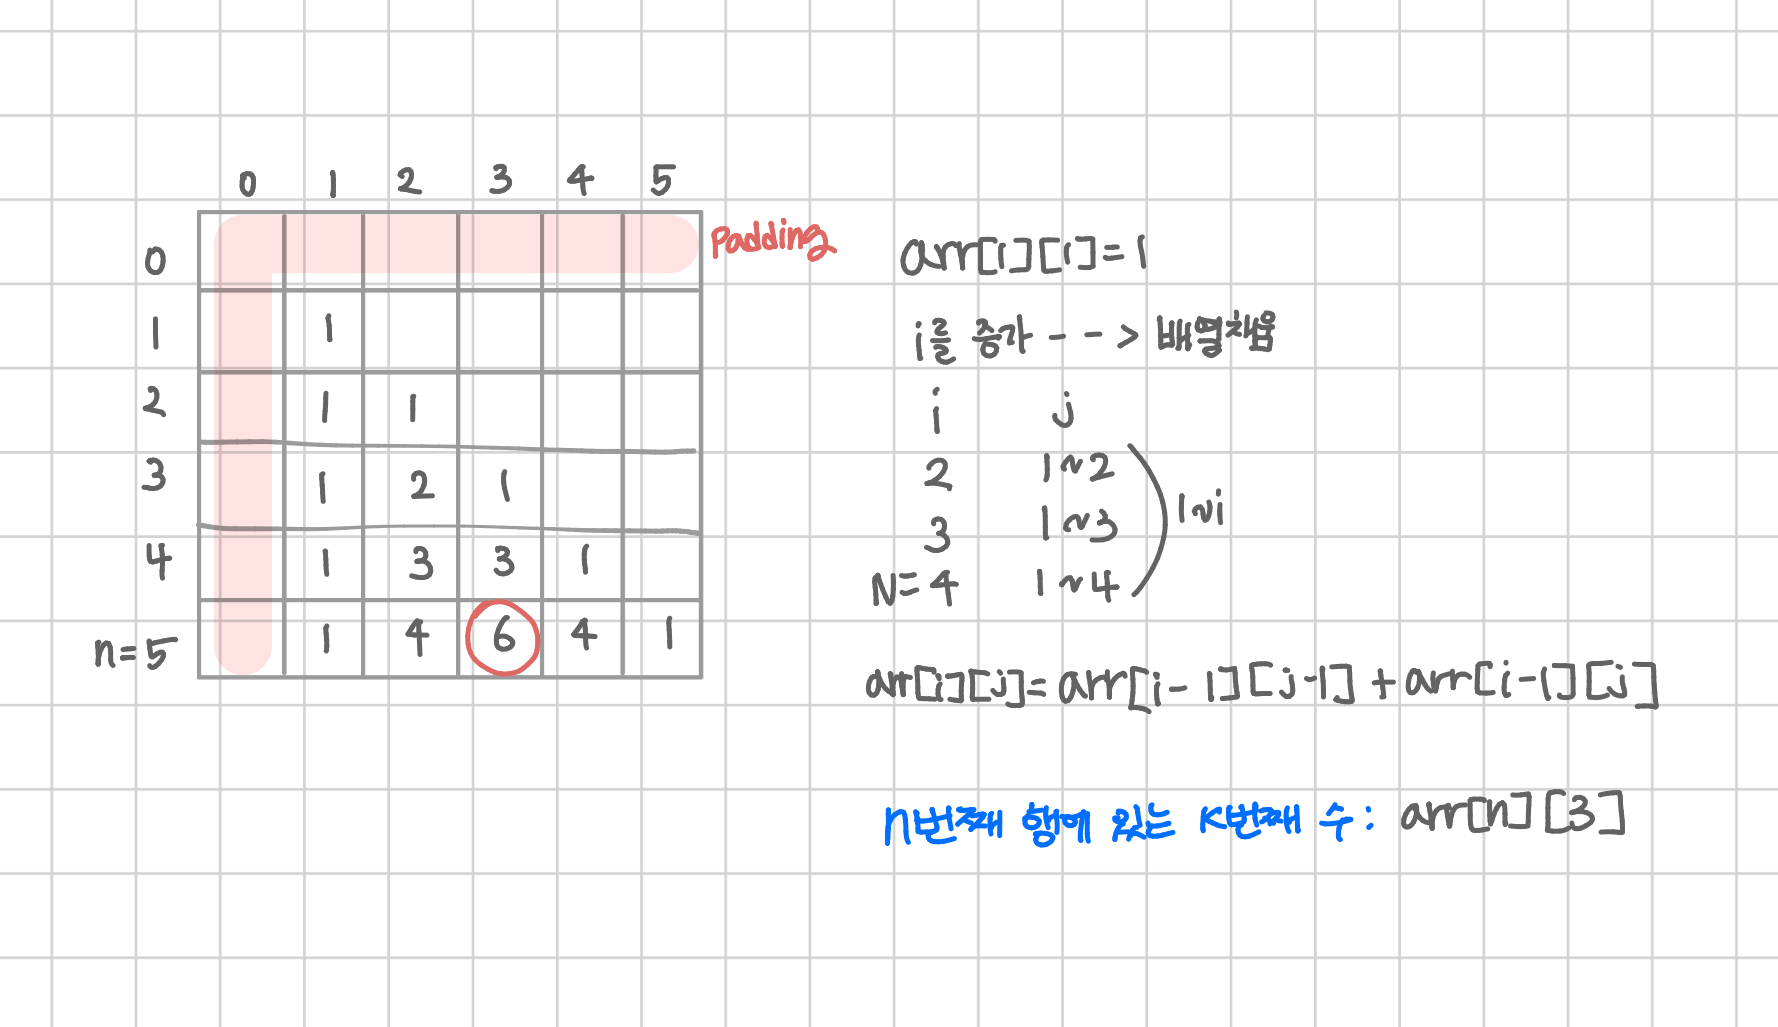 0 1 2 3 4 5
0 Padding
1 1
2 1 1
3 1 2 1
4 1 3 3 1
n=5 1 4 6 4 1
arr[1][1]=1
i를 증가 --> 배열채움
i j
2 1~2
3 1~3
N=4 1~4
1~i
arr[i][j]=arr[i-1][j-1]+arr[i-1][j]
n번째 행에 있는 K번째 수: arr[n][3]